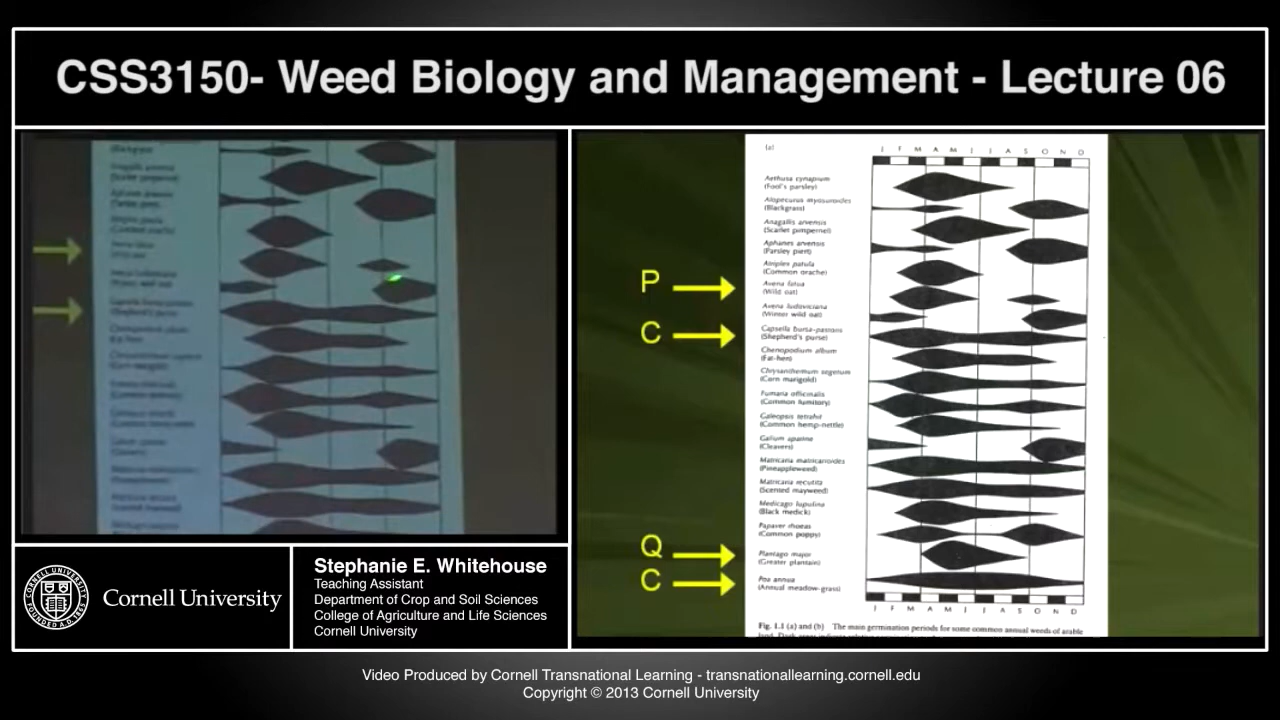 CSS3150- Weed Biology and Management - Lecture 06
(a)
J F M A M J J A S O N D
Aethusa cynapium
(Fool's parsley)
Alopecurus myosuroides
(Blackgrass)
Anagallis arvensis
(Scarlet pimpernel)
Aphanes arvensis
(Parsley piert)
Atriplex patula
(Common orache)
P
Avena fatua
(Wild oat)
Avena ludoviciana
(Winter wild oat)
C
Capsella bursa-pastoris
(Shepherd's purse)
Chenopodium album
(Fat-hen)
Chrysanthemum segetum
(Corn marigold)
Fumaria officinalis
(Common fumitory)
Galeopsis tetrahit
(Common hemp-nettle)
Galium aparine
(Cleavers)
Matricaria matricarioides
(Pineappleweed)
Matricaria recutita
(Scented mayweed)
Medicago lupulina
(Black medick)
Papaver rhoeas
(Common poppy)
Q
Plantago major
(Greater plantain)
C
Poa annua
(Annual meadow-grass)
J F M A M J J A S O N D
Fig. 1.1 (a) and (b) The main germination periods for some common annual weeds of arable
CORNELL UNIVERSITY
FOUNDED A.D. 1865
Cornell University
Stephanie E. Whitehouse
Teaching Assistant
Department of Crop and Soil Sciences
College of Agriculture and Life Sciences
Cornell University
Video Produced by Cornell Transnational Learning - transnationallearning.cornell.edu
Copyright © 2013 Cornell University